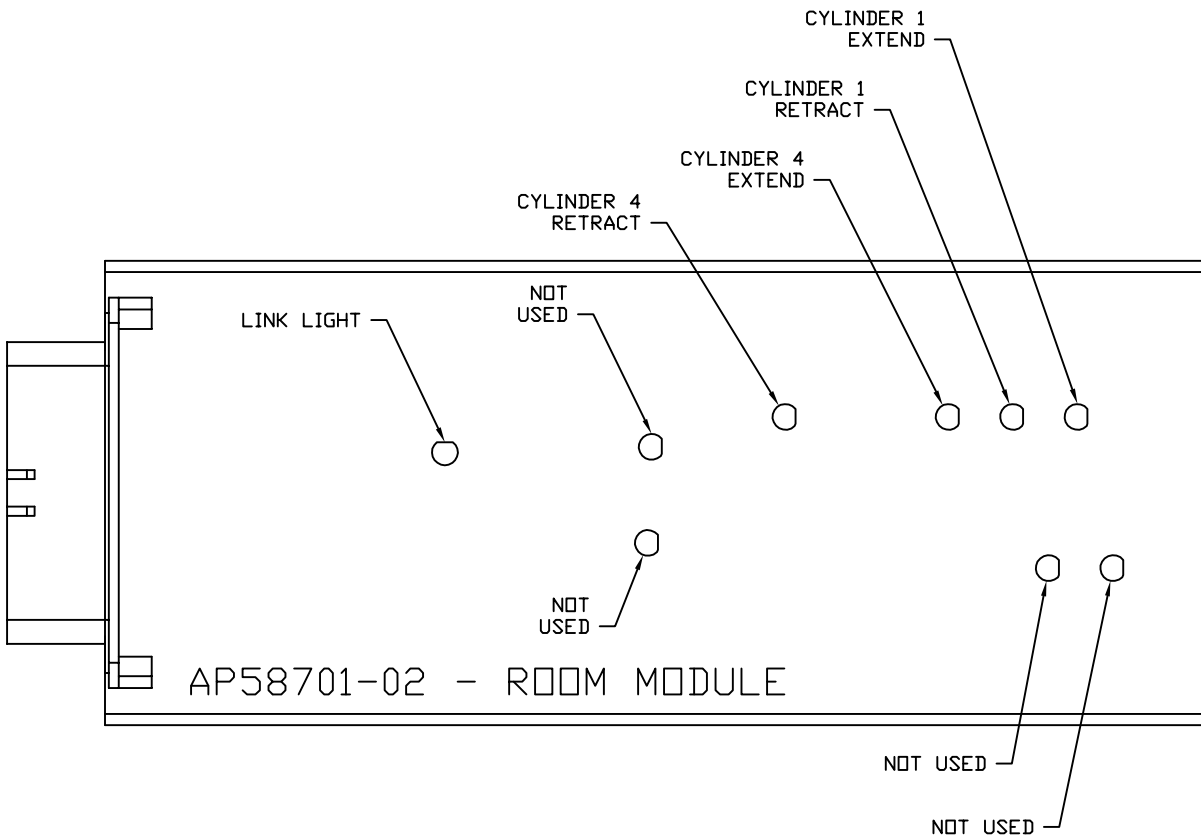 CYLINDER 1
EXTEND
CYLINDER 1
RETRACT
CYLINDER 4
EXTEND
CYLINDER 4
RETRACT
NOT
USED
LINK LIGHT
NOT
USED
AP58701-02 - ROOM MODULE
NOT USED
NOT USED